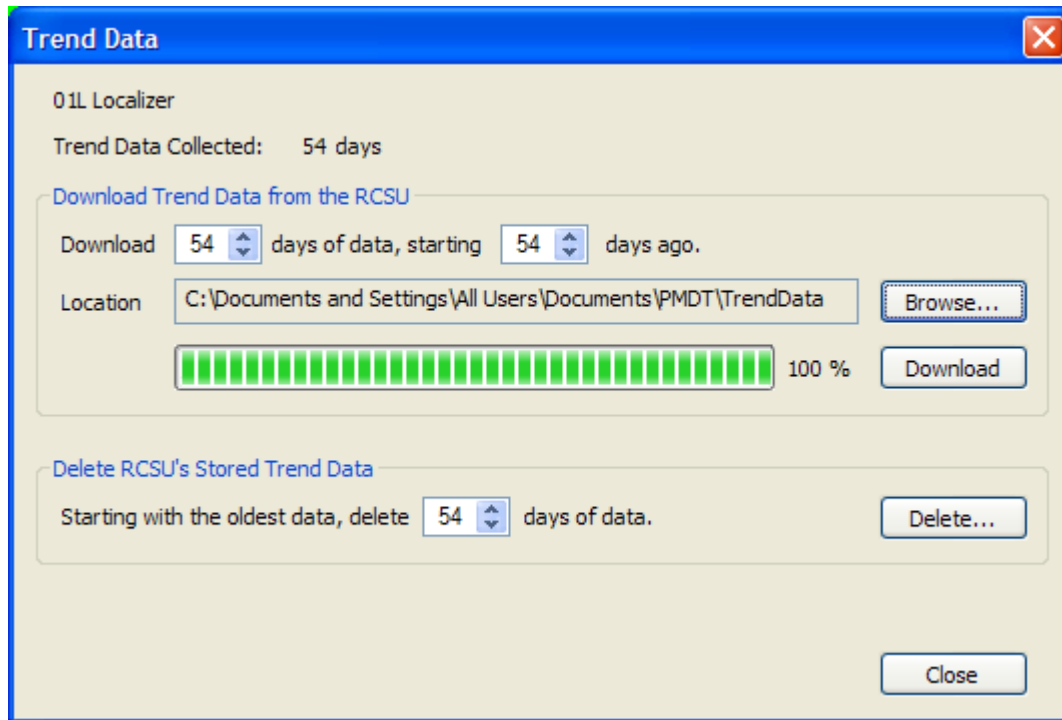 Trend Data
01L Localizer
Trend Data Collected: 54 days
Download Trend Data from the RCSU
Download 54 days of data, starting 54 days ago.
Location C:\Documents and Settings\All Users\Documents\PMDT\TrendData Browse...
100 % Download
Delete RCSU's Stored Trend Data
Starting with the oldest data, delete 54 days of data. Delete...
Close